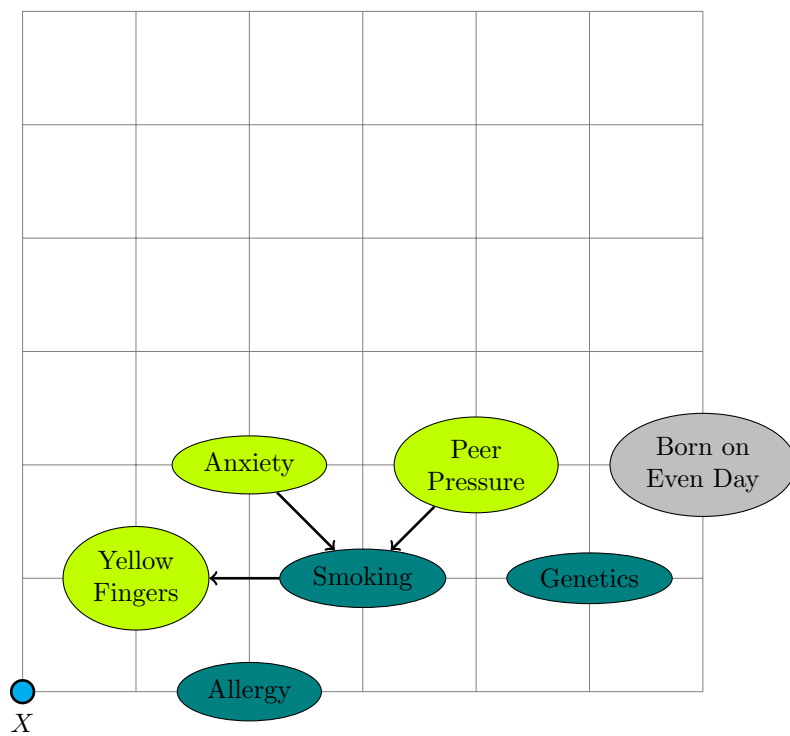 Peer
Pressure
Born on
Even Day
Anxiety
Yellow
Fingers
Smoking
Genetics
Allergy
X